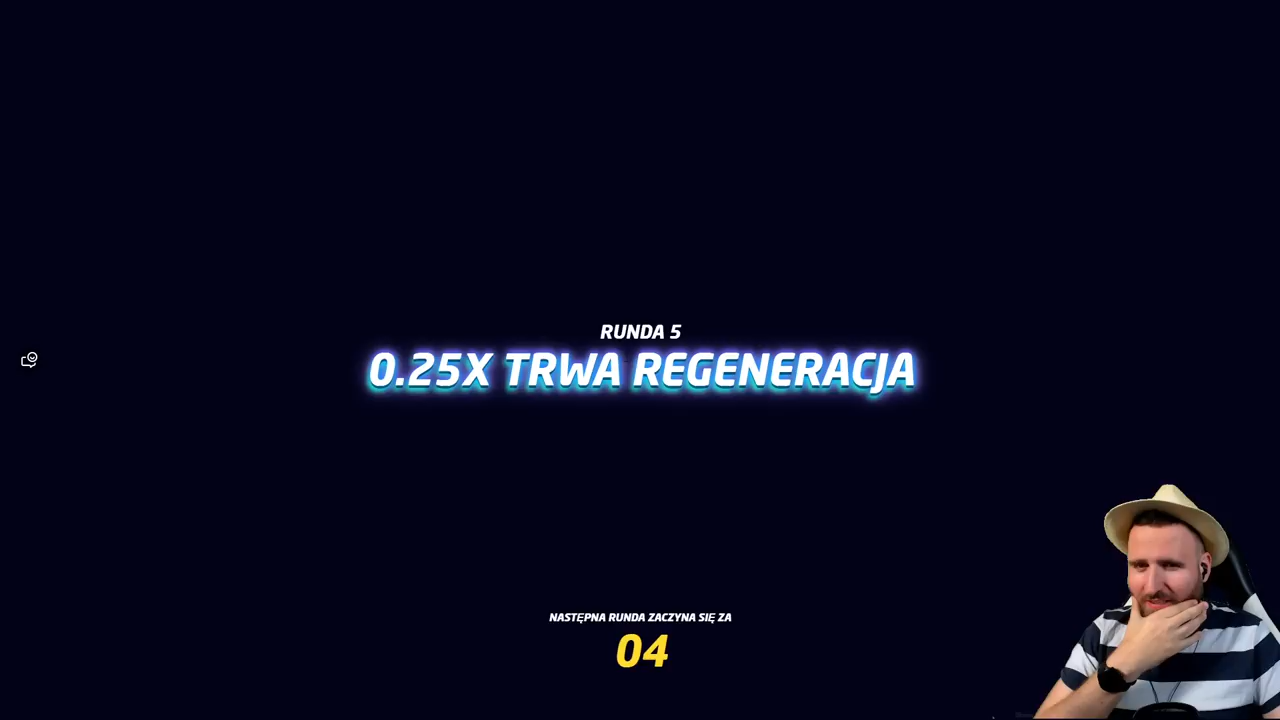 RUNDA 5
0.25X TRWA REGENERACJA
NASTĘPNA RUNDA ZACZYNA SIĘ ZA
04